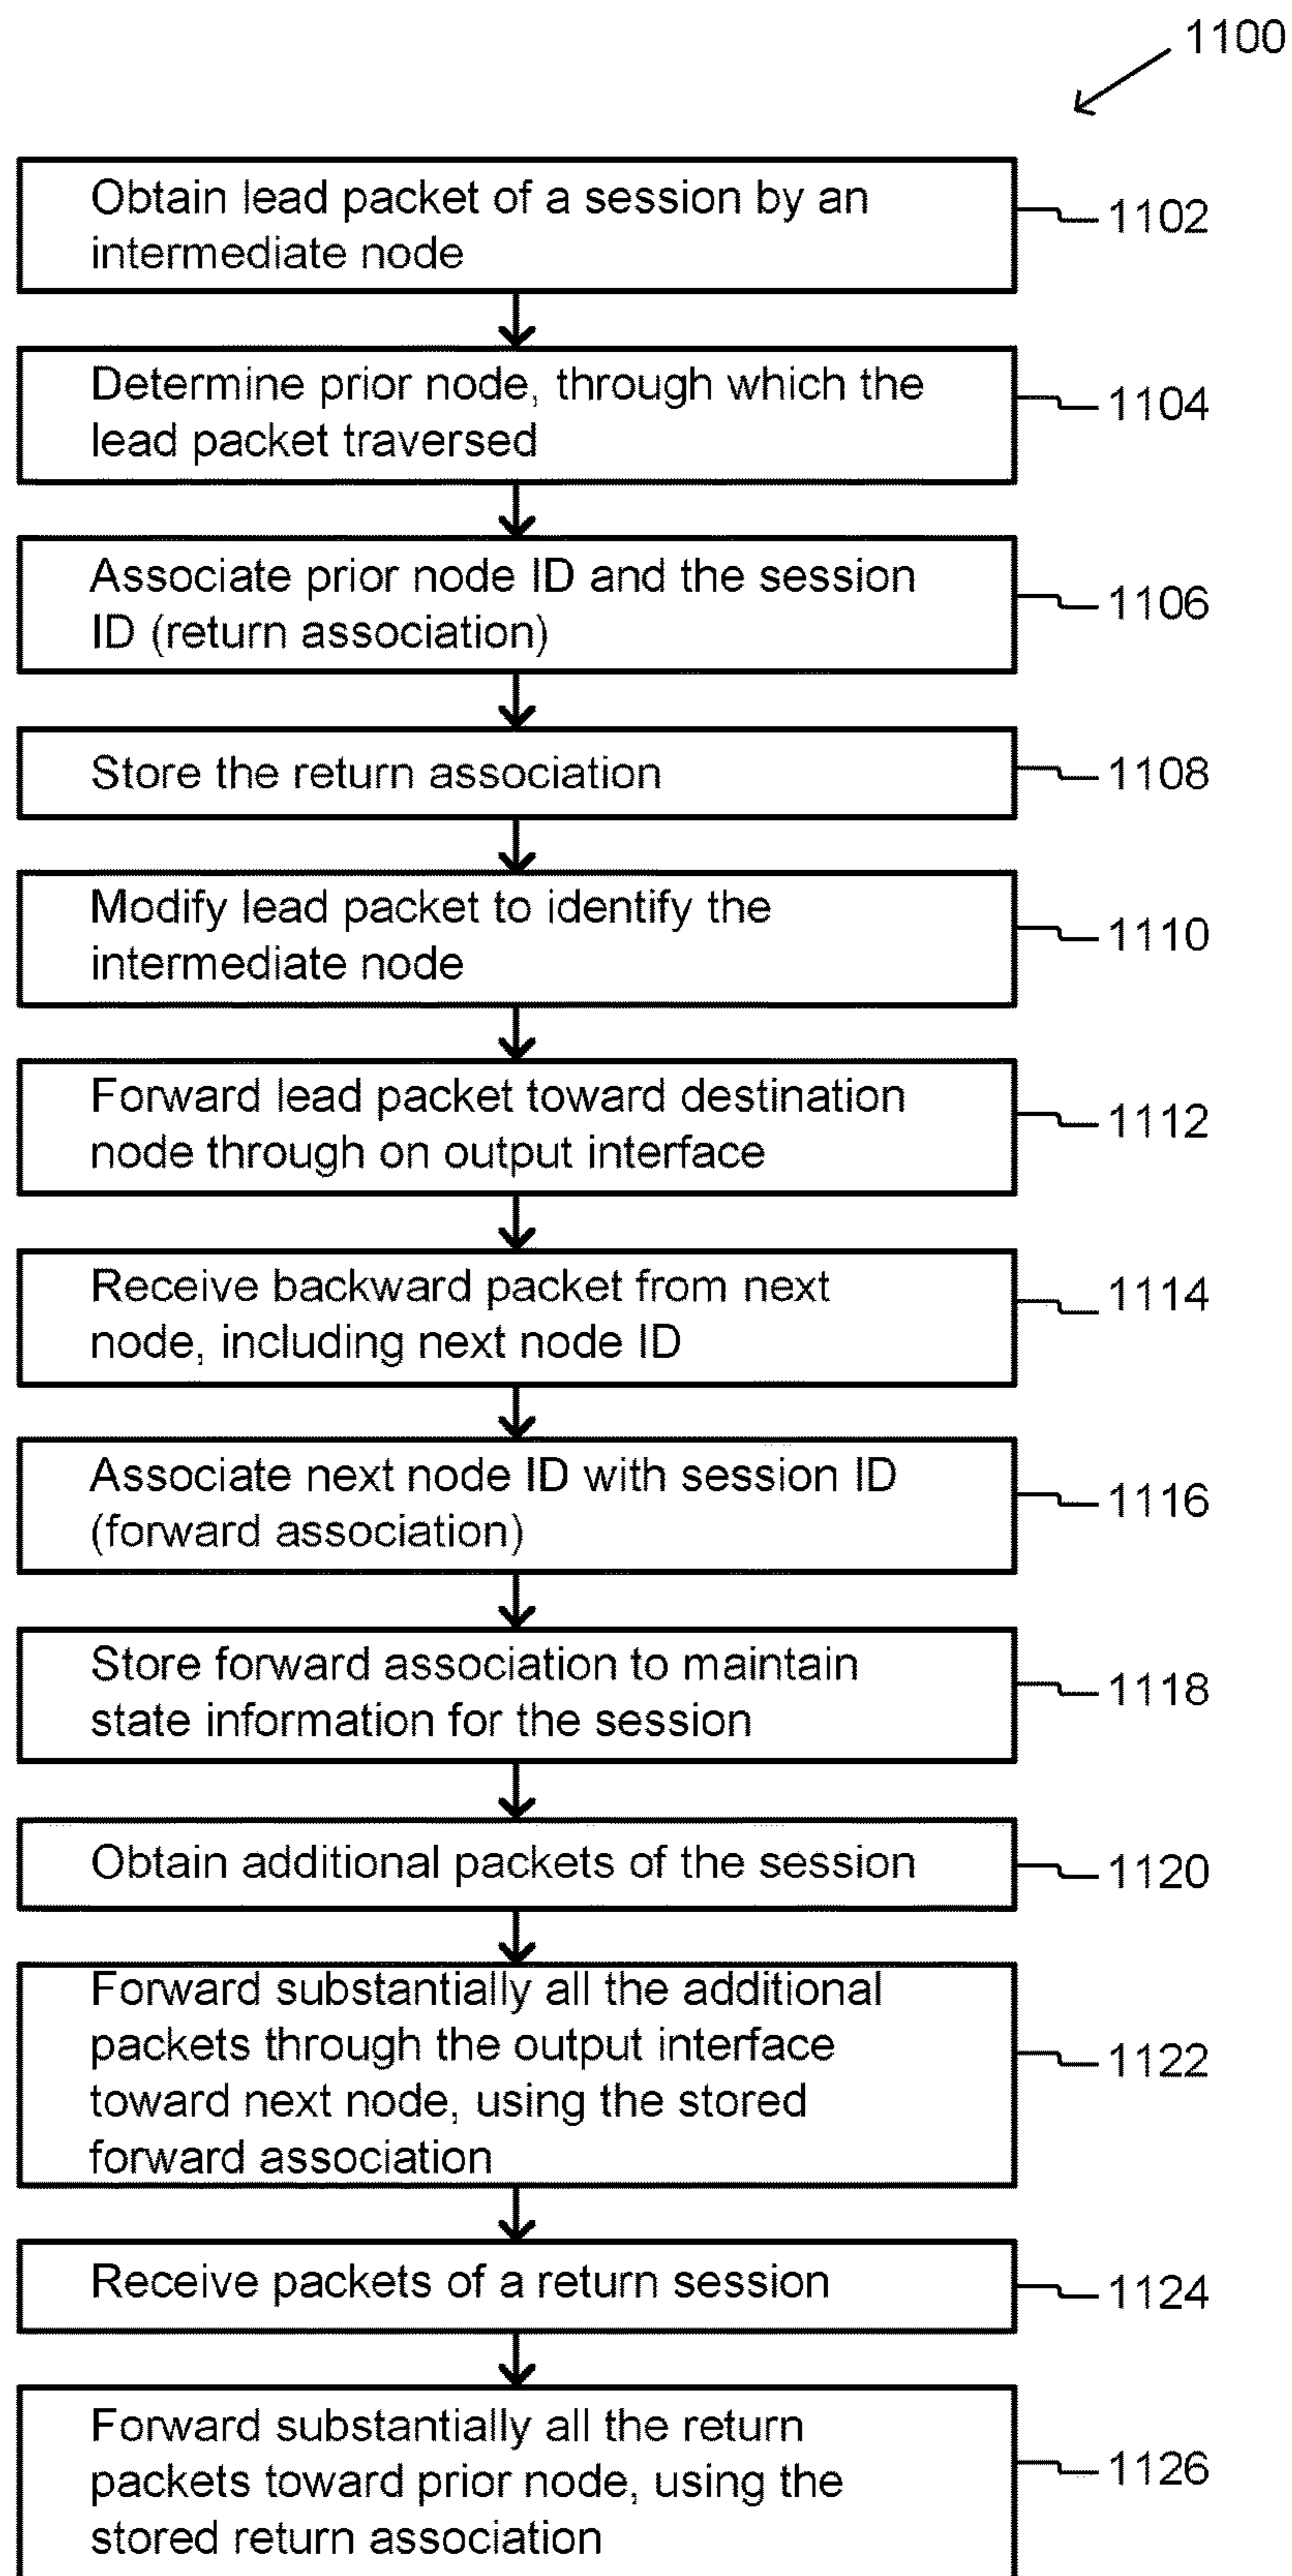 1100
Obtain lead packet of a session by an
intermediate node
1102
Determine prior node, through which the
lead packet traversed
1104
Associate prior node ID and the session
ID (return association)
1106
Store the return association
1108
Modify lead packet to identify the
intermediate node
1110
Forward lead packet toward destination
node through on output interface
1112
Receive backward packet from next
node, including next node ID
1114
Associate next node ID with session ID
(forward association)
1116
Store forward association to maintain
state information for the session
1118
Obtain additional packets of the session
1120
Forward substantially all the additional
packets through the output interface
toward next node, using the stored
forward association
1122
Receive packets of a return session
1124
Forward substantially all the return
packets toward prior node, using the
stored return association
1126